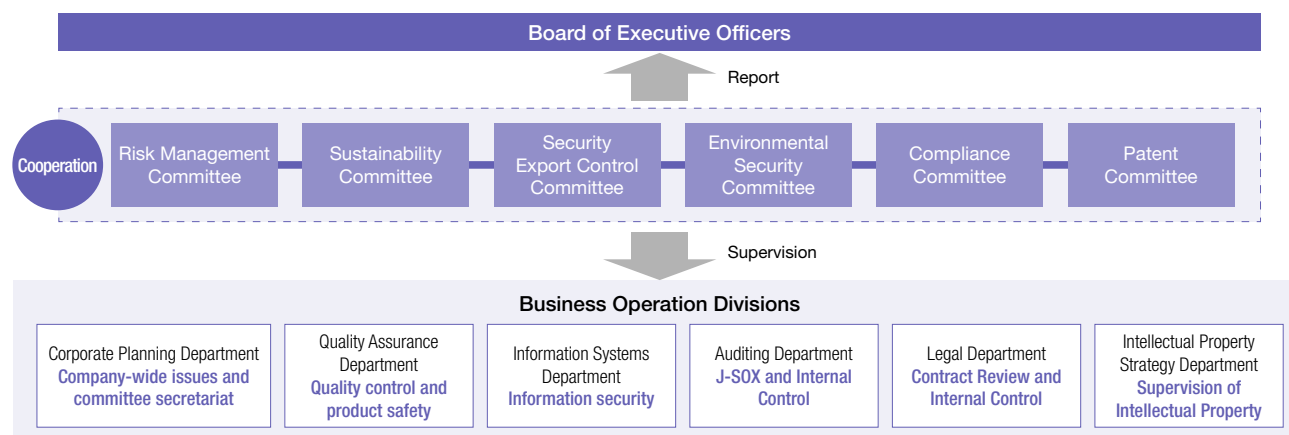 Board of Executive Officers
Report
Cooperation
Risk Management
Committee
Sustainability
Committee
Security
Export Control
Committee
Environmental
Security
Committee
Compliance
Committee
Patent
Committee
Supervision
Business Operation Divisions
Corporate Planning Department
Company-wide issues and
committee secretariat
Quality Assurance
Department
Quality control and
product safety
Information Systems
Department
Information security
Auditing Department
J-SOX and Internal
Control
Legal Department
Contract Review and
Internal Control
Intellectual Property
Strategy Department
Supervision of
Intellectual Property